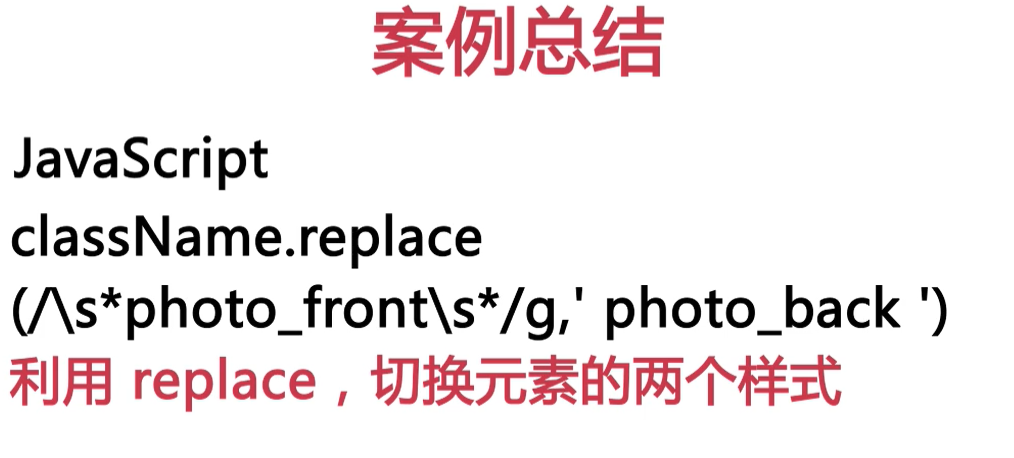 案例总结
JavaScript
className.replace
(/\s*photo_front\s*/g,' photo_back ')
利用 replace，切换元素的两个样式